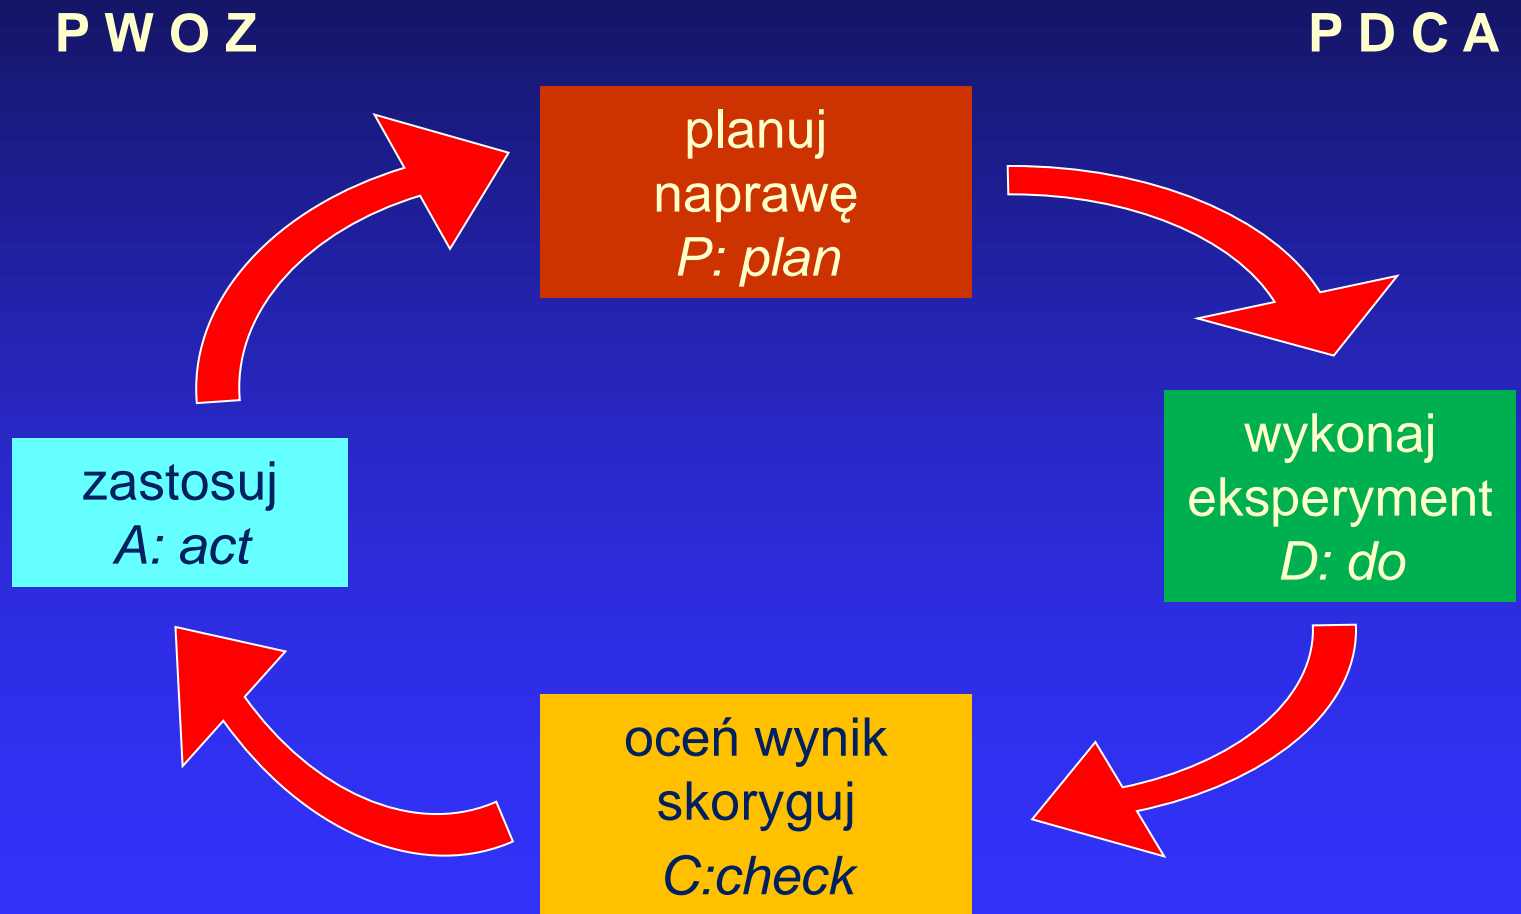 P W O Z
P D C A
planuj
naprawę
P: plan
wykonaj
eksperyment
D: do
zastosuj
A: act
oceń wynik
skoryguj
C:check